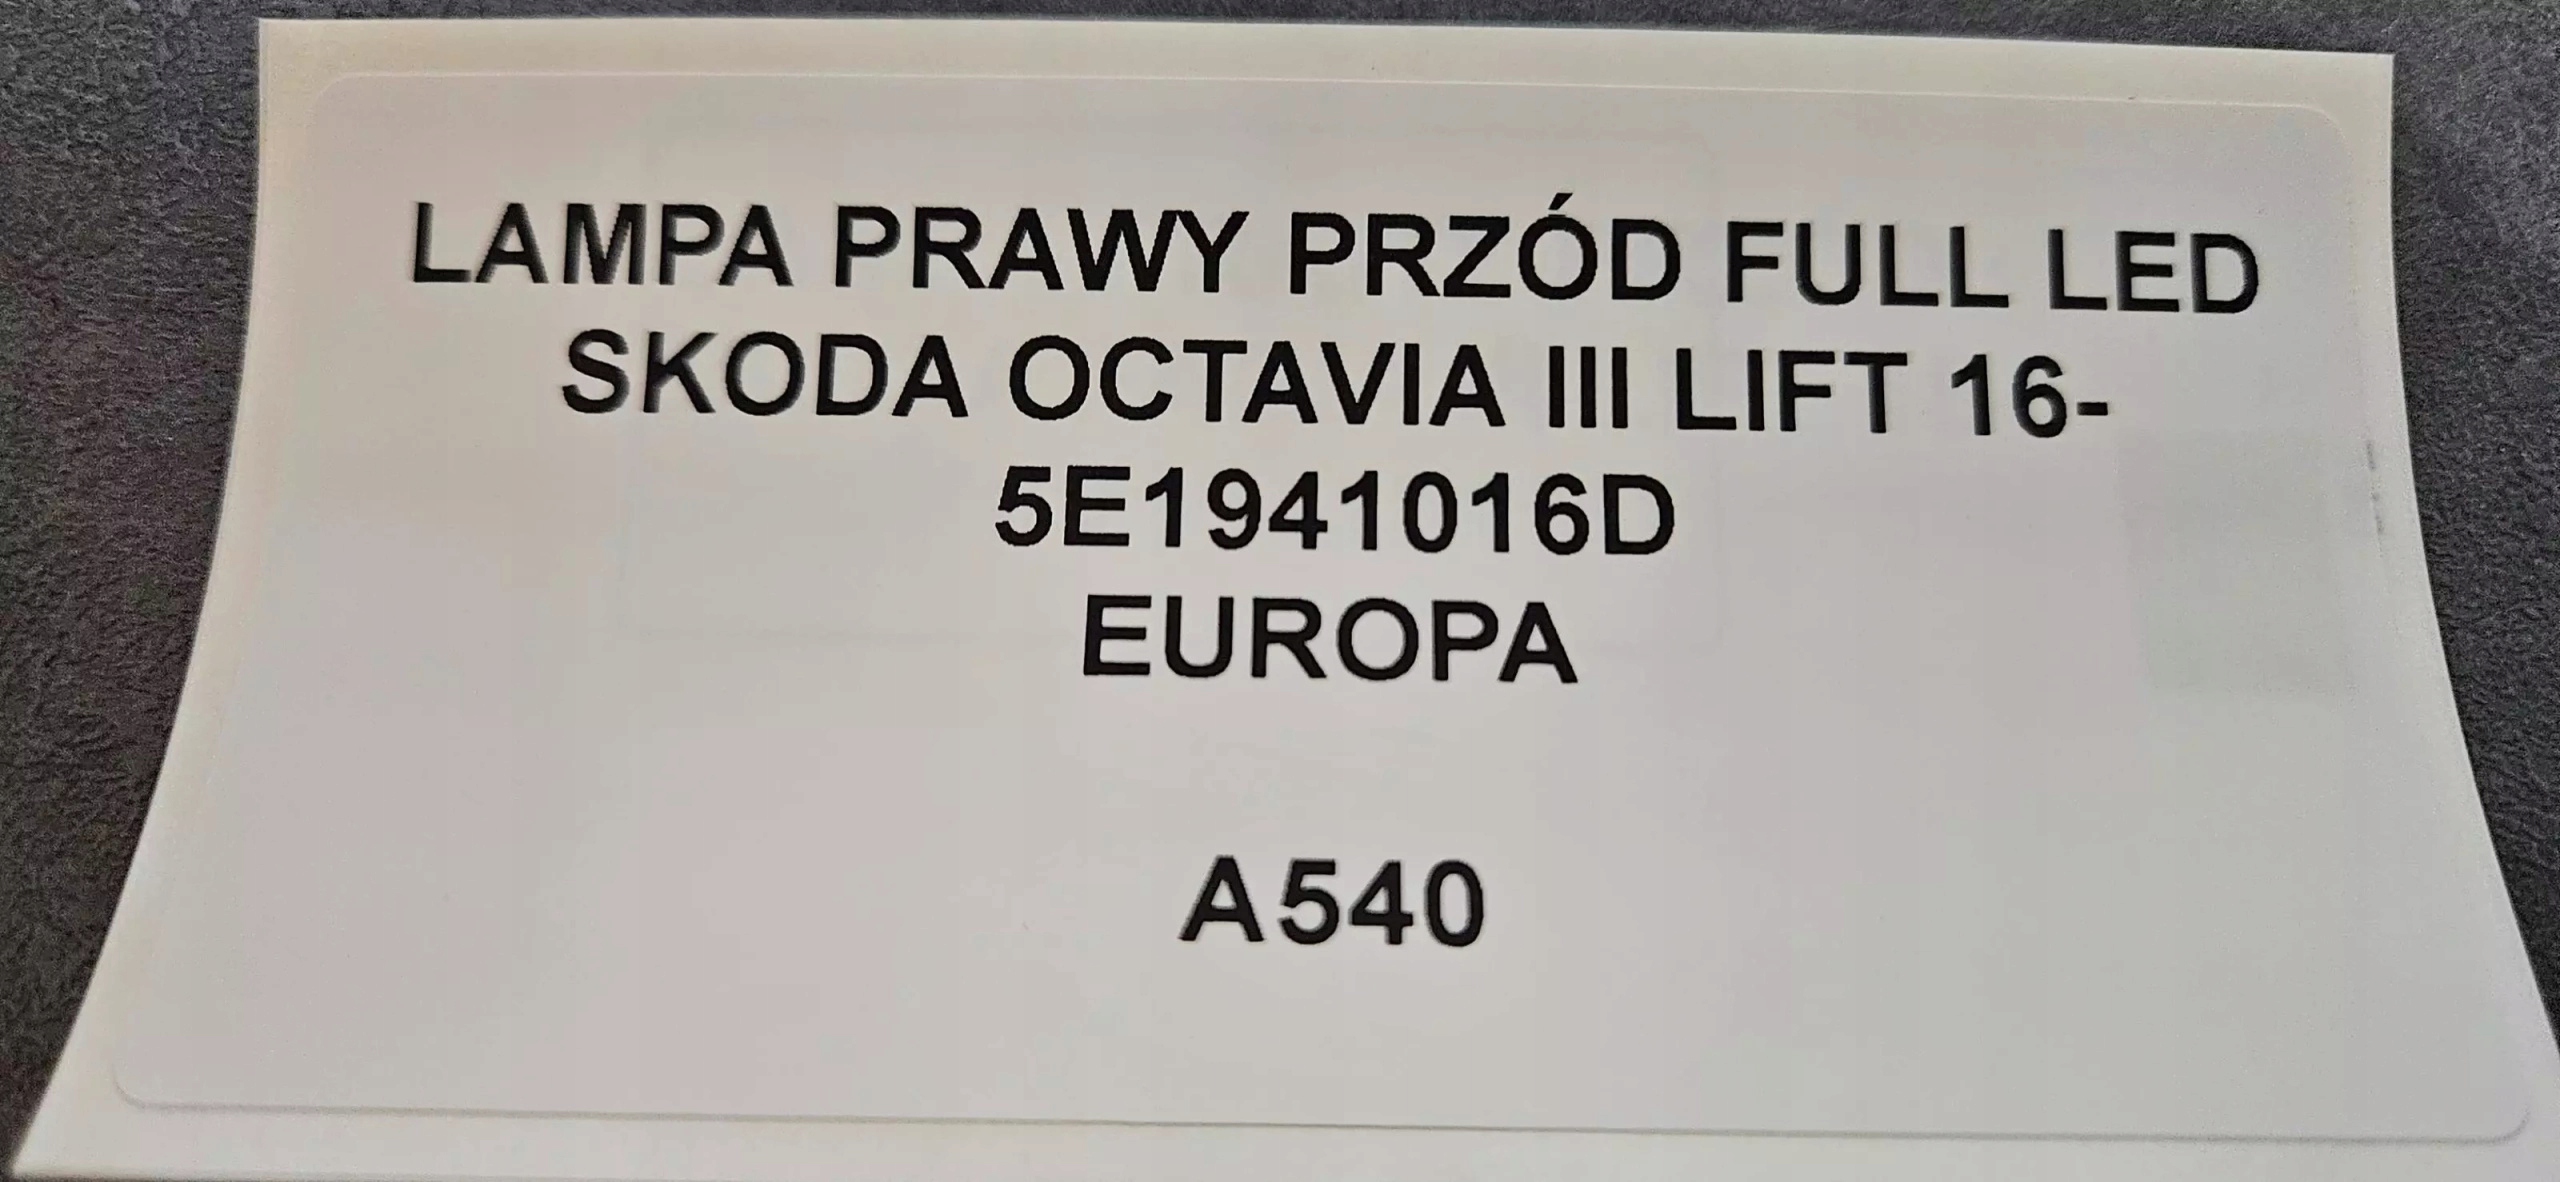 LAMPA PRAWY PRZÓD FULL LED
SKODA OCTAVIA III LIFT 16-
5E1941016D
EUROPA
A540